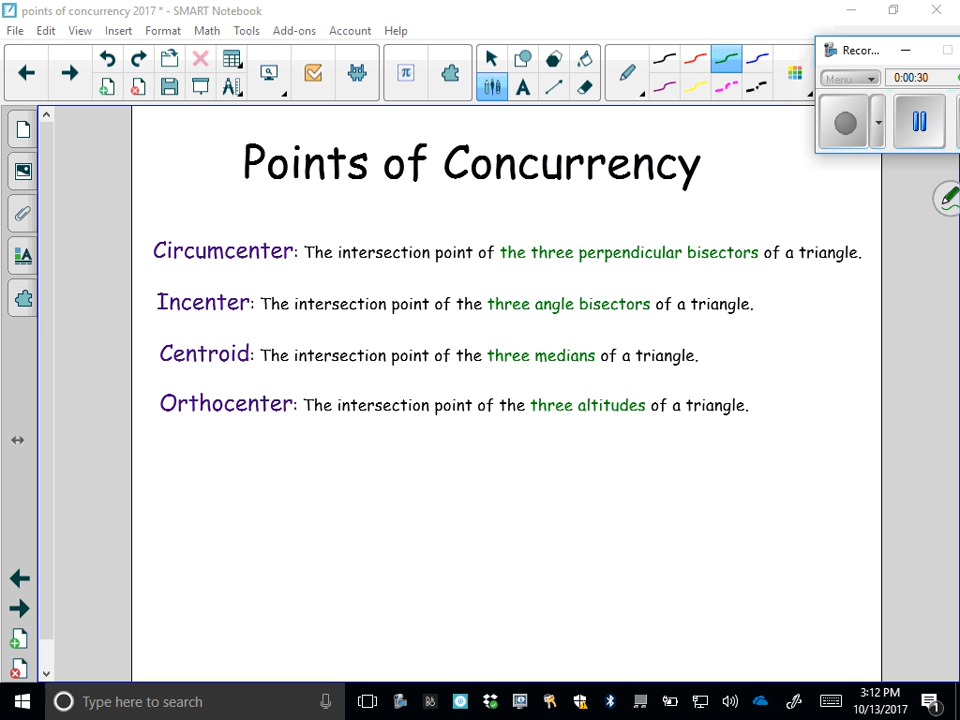 points of concurrency 2017 * - SMART Notebook
File Edit View Insert Format Math Tools Add-ons Account Help
Recor...
Menu 0:00:30
Points of Concurrency
Circumcenter: The intersection point of the three perpendicular bisectors of a triangle.
Incenter: The intersection point of the three angle bisectors of a triangle.
Centroid: The intersection point of the three medians of a triangle.
Orthocenter: The intersection point of the three altitudes of a triangle.
Type here to search
3:12 PM
10/13/2017
1